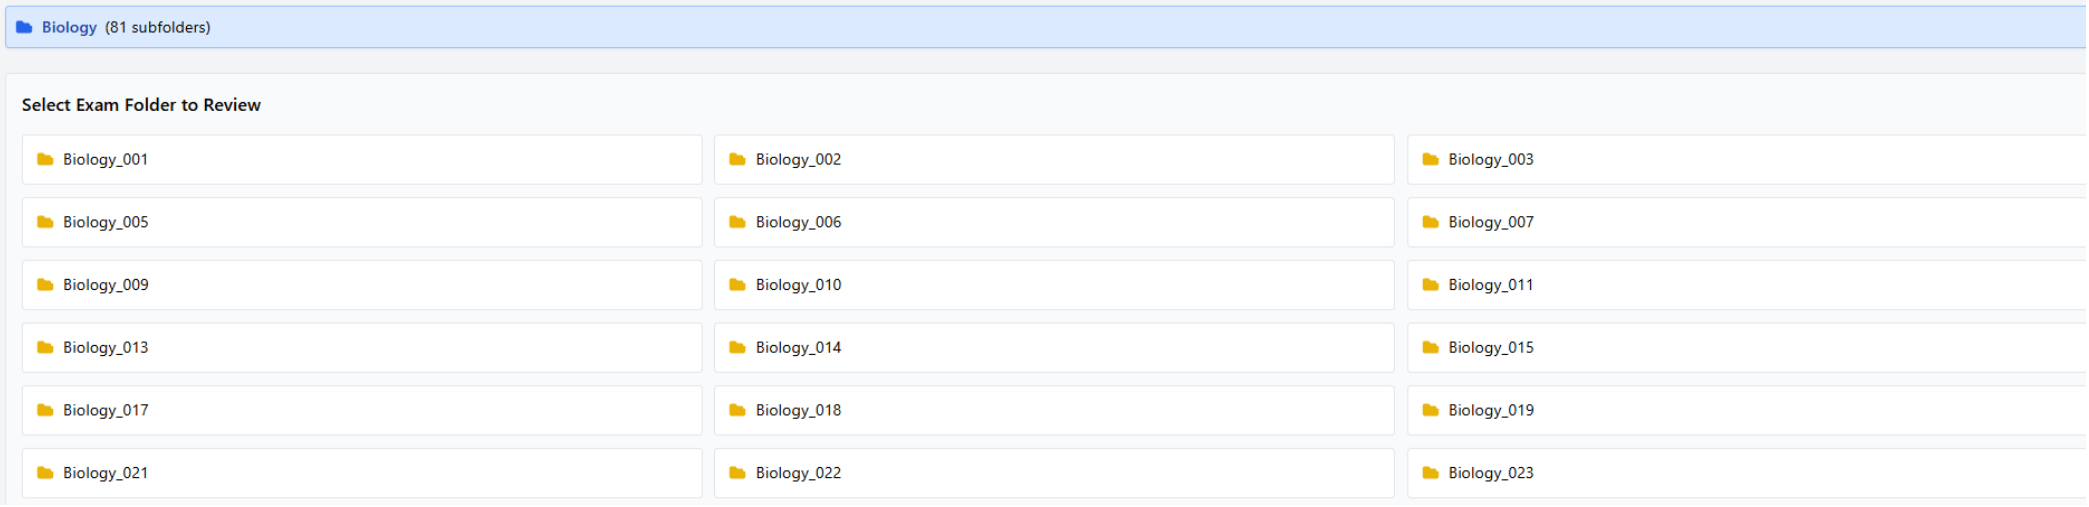 Biology (81 subfolders)
Select Exam Folder to Review
Biology_001 Biology_002 Biology_003
Biology_005 Biology_006 Biology_007
Biology_009 Biology_010 Biology_011
Biology_013 Biology_014 Biology_015
Biology_017 Biology_018 Biology_019
Biology_021 Biology_022 Biology_023